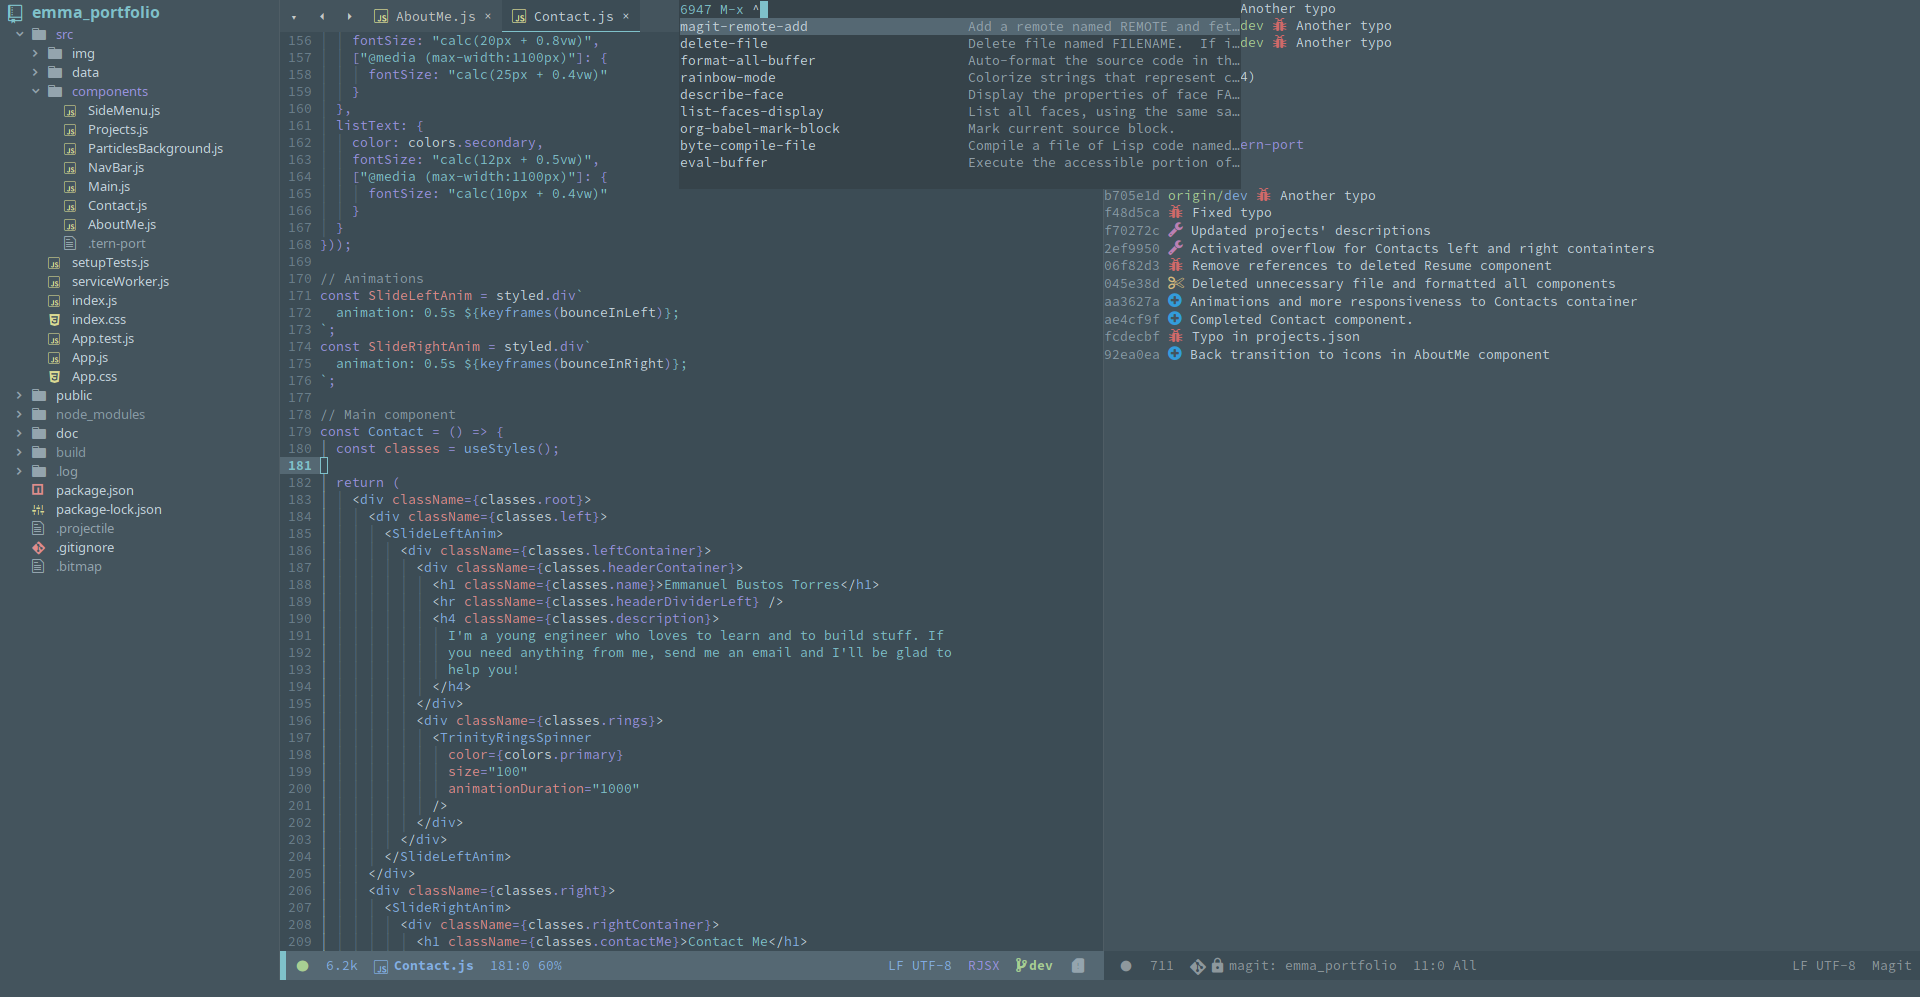 emma_portfolio
src
img
data
components
SideMenu.js
Projects.js
ParticlesBackground.js
NavBar.js
Main.js
Contact.js
AboutMe.js
.tern-port
setupTests.js
serviceWorker.js
index.js
index.css
App.test.js
App.js
App.css
public
node_modules
doc
build
.log
package.json
package-lock.json
.projectile
.gitignore
.bitmap
AboutMe.js ×
Contact.js ×
156     fontSize: "calc(20px + 0.8vw)",
157     ["@media (max-width:1100px)"]: {
158       fontSize: "calc(25px + 0.4vw)"
159     }
160   },
161   listText: {
162     color: colors.secondary,
163     fontSize: "calc(12px + 0.5vw)",
164     ["@media (max-width:1100px)"]: {
165       fontSize: "calc(10px + 0.4vw)"
166     }
167   }
168 }));
169
170 // Animations
171 const SlideLeftAnim = styled.div`
172   animation: 0.5s ${keyframes(bounceInLeft)};
173 `;
174 const SlideRightAnim = styled.div`
175   animation: 0.5s ${keyframes(bounceInRight)};
176 `;
177
178 // Main component
179 const Contact = () => {
180   const classes = useStyles();
181
182   return (
183     <div className={classes.root}>
184       <div className={classes.left}>
185         <SlideLeftAnim>
186           <div className={classes.leftContainer}>
187             <div className={classes.headerContainer}>
188               <h1 className={classes.name}>Emmanuel Bustos Torres</h1>
189               <hr className={classes.headerDividerLeft} />
190               <h4 className={classes.description}>
191                 I'm a young engineer who loves to learn and to build stuff. If
192                 you need anything from me, send me an email and I'll be glad to
193                 help you!
194               </h4>
195             </div>
196             <div className={classes.rings}>
197               <TrinityRingsSpinner
198                 color={colors.primary}
199                 size="100"
200                 animationDuration="1000"
201               />
202             </div>
203           </div>
204         </SlideLeftAnim>
205       </div>
206       <div className={classes.right}>
207         <SlideRightAnim>
208           <div className={classes.rightContainer}>
209             <h1 className={classes.contactMe}>Contact Me</h1>
6.2k Contact.js 181:0 60% LF UTF-8 RJSX dev
6947 M-x ^
magit-remote-add Add a remote named REMOTE and fet…
delete-file Delete file named FILENAME.  If i…
format-all-buffer Auto-format the source code in th…
rainbow-mode Colorize strings that represent c…
describe-face Display the properties of face FA…
list-faces-display List all faces, using the same sa…
org-babel-mark-block Mark current source block.
byte-compile-file Compile a file of Lisp code named…
eval-buffer Execute the accessible portion of…
Another typo
dev Another typo
dev Another typo
4)
ern-port
b705e1d origin/dev Another typo
f48d5ca Fixed typo
f70272c Updated projects' descriptions
2ef9950 Activated overflow for Contacts left and right containters
06f82d3 Remove references to deleted Resume component
045e38d Deleted unnecessary file and formatted all components
aa3627a Animations and more responsiveness to Contacts container
ae4cf9f Completed Contact component.
fcdecbf Typo in projects.json
92ea0ea Back transition to icons in AboutMe component
711 magit: emma_portfolio 11:0 All LF UTF-8 Magit